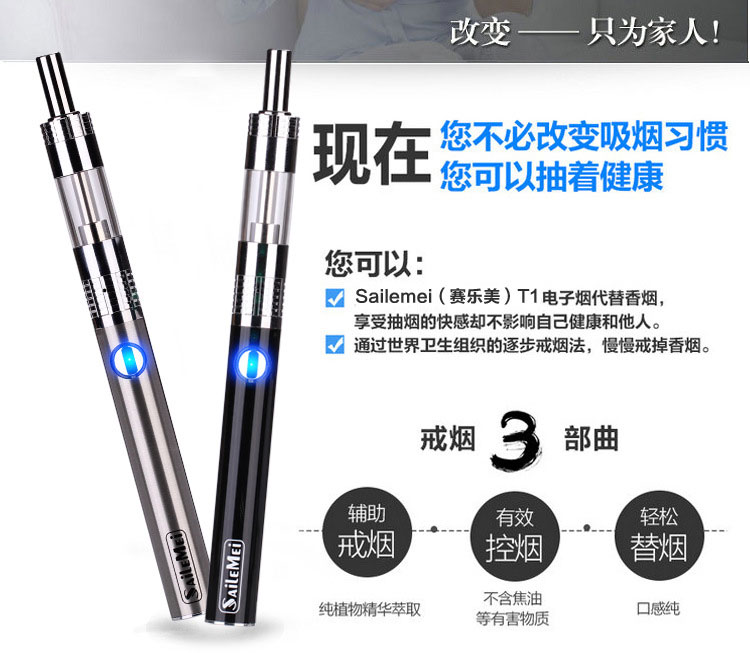 改变 —— 只为家人！
现在
您不必改变吸烟习惯
您可以抽着健康
您可以：
Sailemei（赛乐美）T1电子烟代替香烟，
享受抽烟的快感却不影响自己健康和他人。
通过世界卫生组织的逐步戒烟法，慢慢戒掉香烟。
戒烟 3 部曲
辅助
戒烟
纯植物精华萃取
有效
控烟
不含焦油
等有害物质
轻松
替烟
口感纯
SAiLEMEi
SAiLEMEi